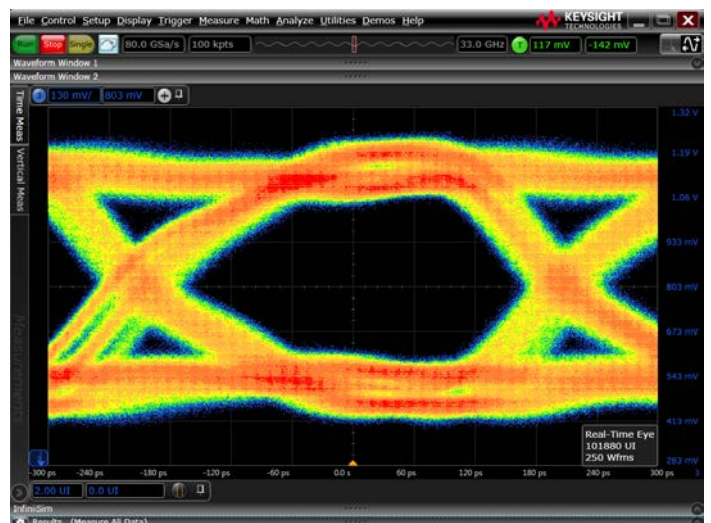 File Control Setup Display Trigger Measure Math Analyze Utilities Demos Help
KEYSIGHT
TECHNOLOGIES
Run Stop Single 80.0 GSa/s 100 kpts 33.0 GHz T 117 mV -142 mV
Waveform Window 1
Waveform Window 2
Time Meas
Vertical Meas
Measurements
130 mV/ 803 mV
1.32 V
1.19 V
1.06 V
933 mV
803 mV
673 mV
543 mV
413 mV
283 mV
Real-Time Eye
101880 UI
250 Wfms
-300 ps -240 ps -180 ps -120 ps -60 ps 0.0 s 60 ps 120 ps 180 ps 240 ps 300 ps
2.00 UI 0.0 UI
InfiniiSim
Results (Measure All Data)